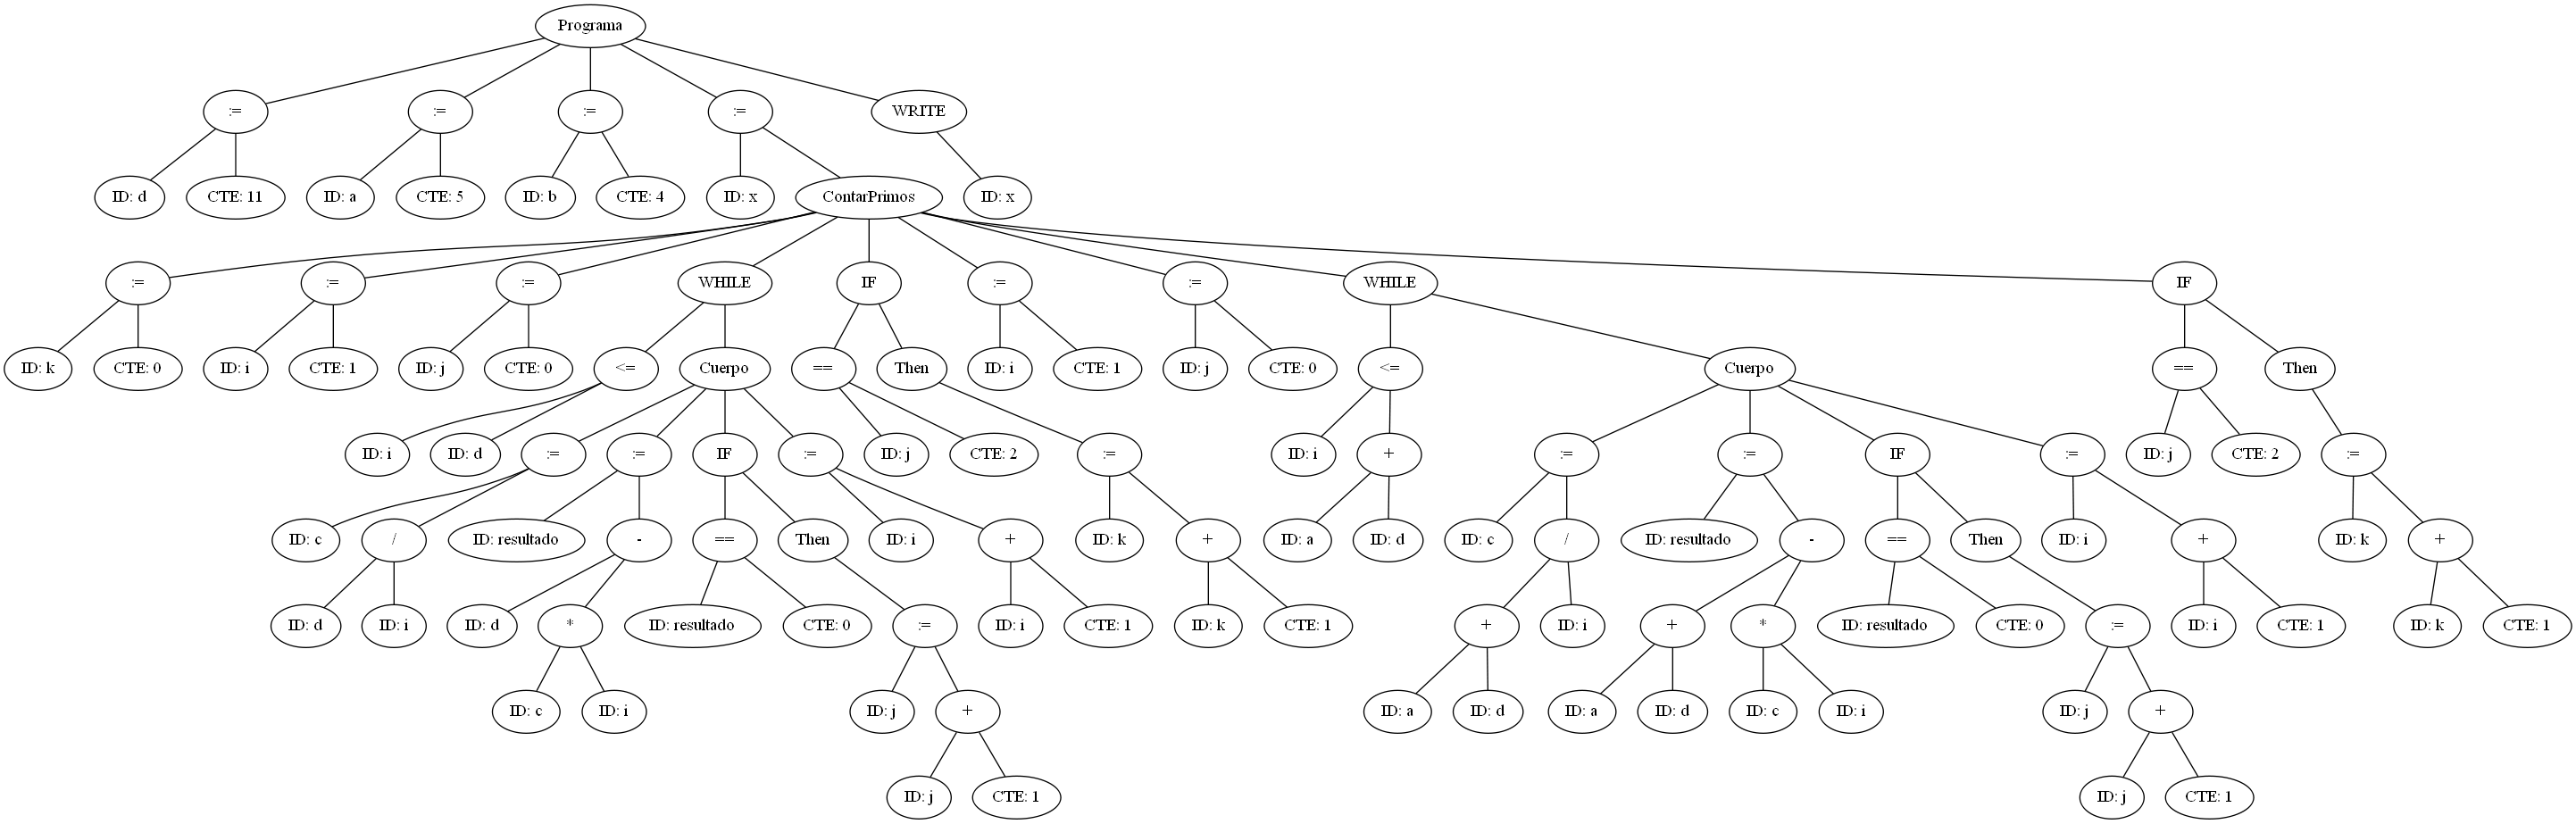 Programa
:= := := := WRITE
ID: d CTE: 11 ID: a CTE: 5 ID: b CTE: 4 ID: x ContarPrimos ID: x
:= := := WHILE IF := := WHILE IF
ID: k CTE: 0 ID: i CTE: 1 ID: j CTE: 0 <= Cuerpo == Then ID: i CTE: 1 ID: j CTE: 0 <= Cuerpo == Then
ID: i ID: d := := IF := ID: j CTE: 2 := ID: i + := := IF := ID: j CTE: 2 :=
ID: c / ID: resultado - == Then ID: i + ID: k + ID: a ID: d ID: c / ID: resultado - == Then ID: i + ID: k +
ID: d ID: i ID: d * ID: resultado CTE: 0 := ID: i CTE: 1 ID: k CTE: 1 + ID: i + * ID: resultado CTE: 0 := ID: i CTE: 1 ID: k CTE: 1
ID: c ID: i ID: j + ID: a ID: d ID: a ID: d ID: c ID: i ID: j +
ID: j CTE: 1 ID: j CTE: 1